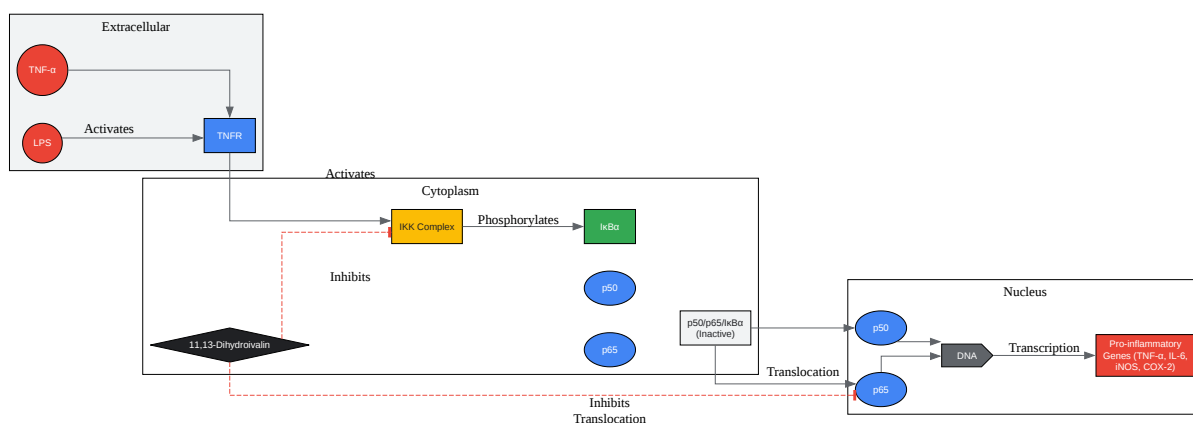 Extracellular
TNF-α
LPS
Activates
TNFR
Activates
Cytoplasm
IKK Complex
Phosphorylates
IκBα
Inhibits
p50
p65
11,13-Dihydroivalin
p50/p65/IκBα
(Inactive)
Translocation
Inhibits
Translocation
Nucleus
p50
p65
DNA
Transcription
Pro-inflammatory
Genes (TNF-α, IL-6,
iNOS, COX-2)